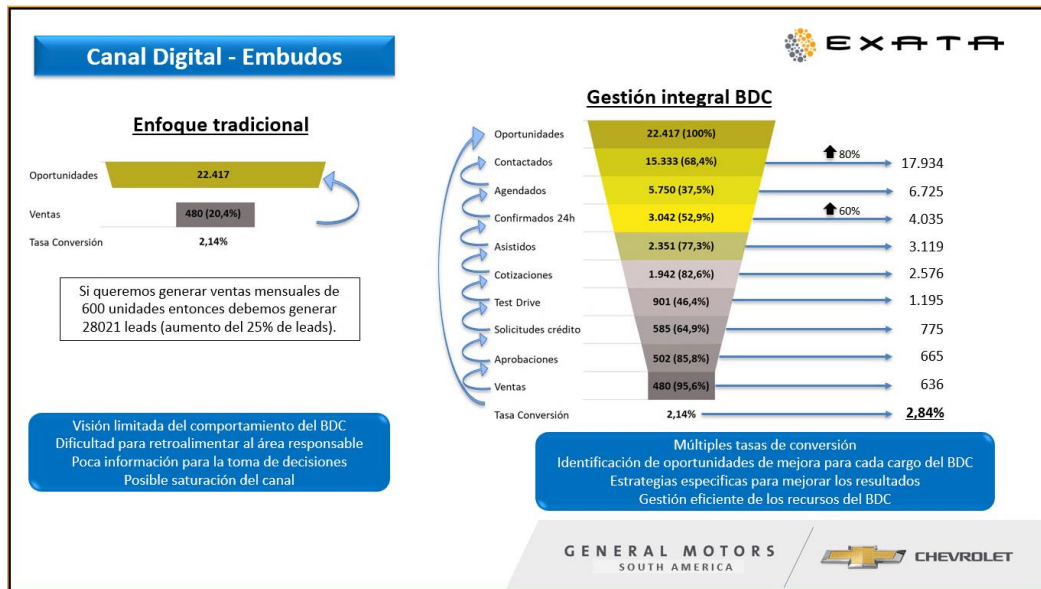 Canal Digital - Embudos
EXATA
Enfoque tradicional
Oportunidades 22.417
Ventas 480 (20,4%)
Tasa Conversión 2,14%
Si queremos generar ventas mensuales de
600 unidades entonces debemos generar
28021 leads (aumento del 25% de leads).
Visión limitada del comportamiento del BDC
Dificultad para retroalimentar al área responsable
Poca información para la toma de decisiones
Posible saturación del canal
Gestión integral BDC
Oportunidades 22.417 (100%)
Contactados 15.333 (68,4%) 80% 17.934
Agendados 5.750 (37,5%) 6.725
Confirmados 24h 3.042 (52,9%) 60% 4.035
Asistidos 2.351 (77,3%) 3.119
Cotizaciones 1.942 (82,6%) 2.576
Test Drive 901 (46,4%) 1.195
Solicitudes crédito 585 (64,9%) 775
Aprobaciones 502 (85,8%) 665
Ventas 480 (95,6%) 636
Tasa Conversión 2,14% 2,84%
Múltiples tasas de conversión
Identificación de oportunidades de mejora para cada cargo del BDC
Estrategias especificas para mejorar los resultados
Gestión eficiente de los recursos del BDC
GENERAL MOTORS
SOUTH AMERICA
CHEVROLET